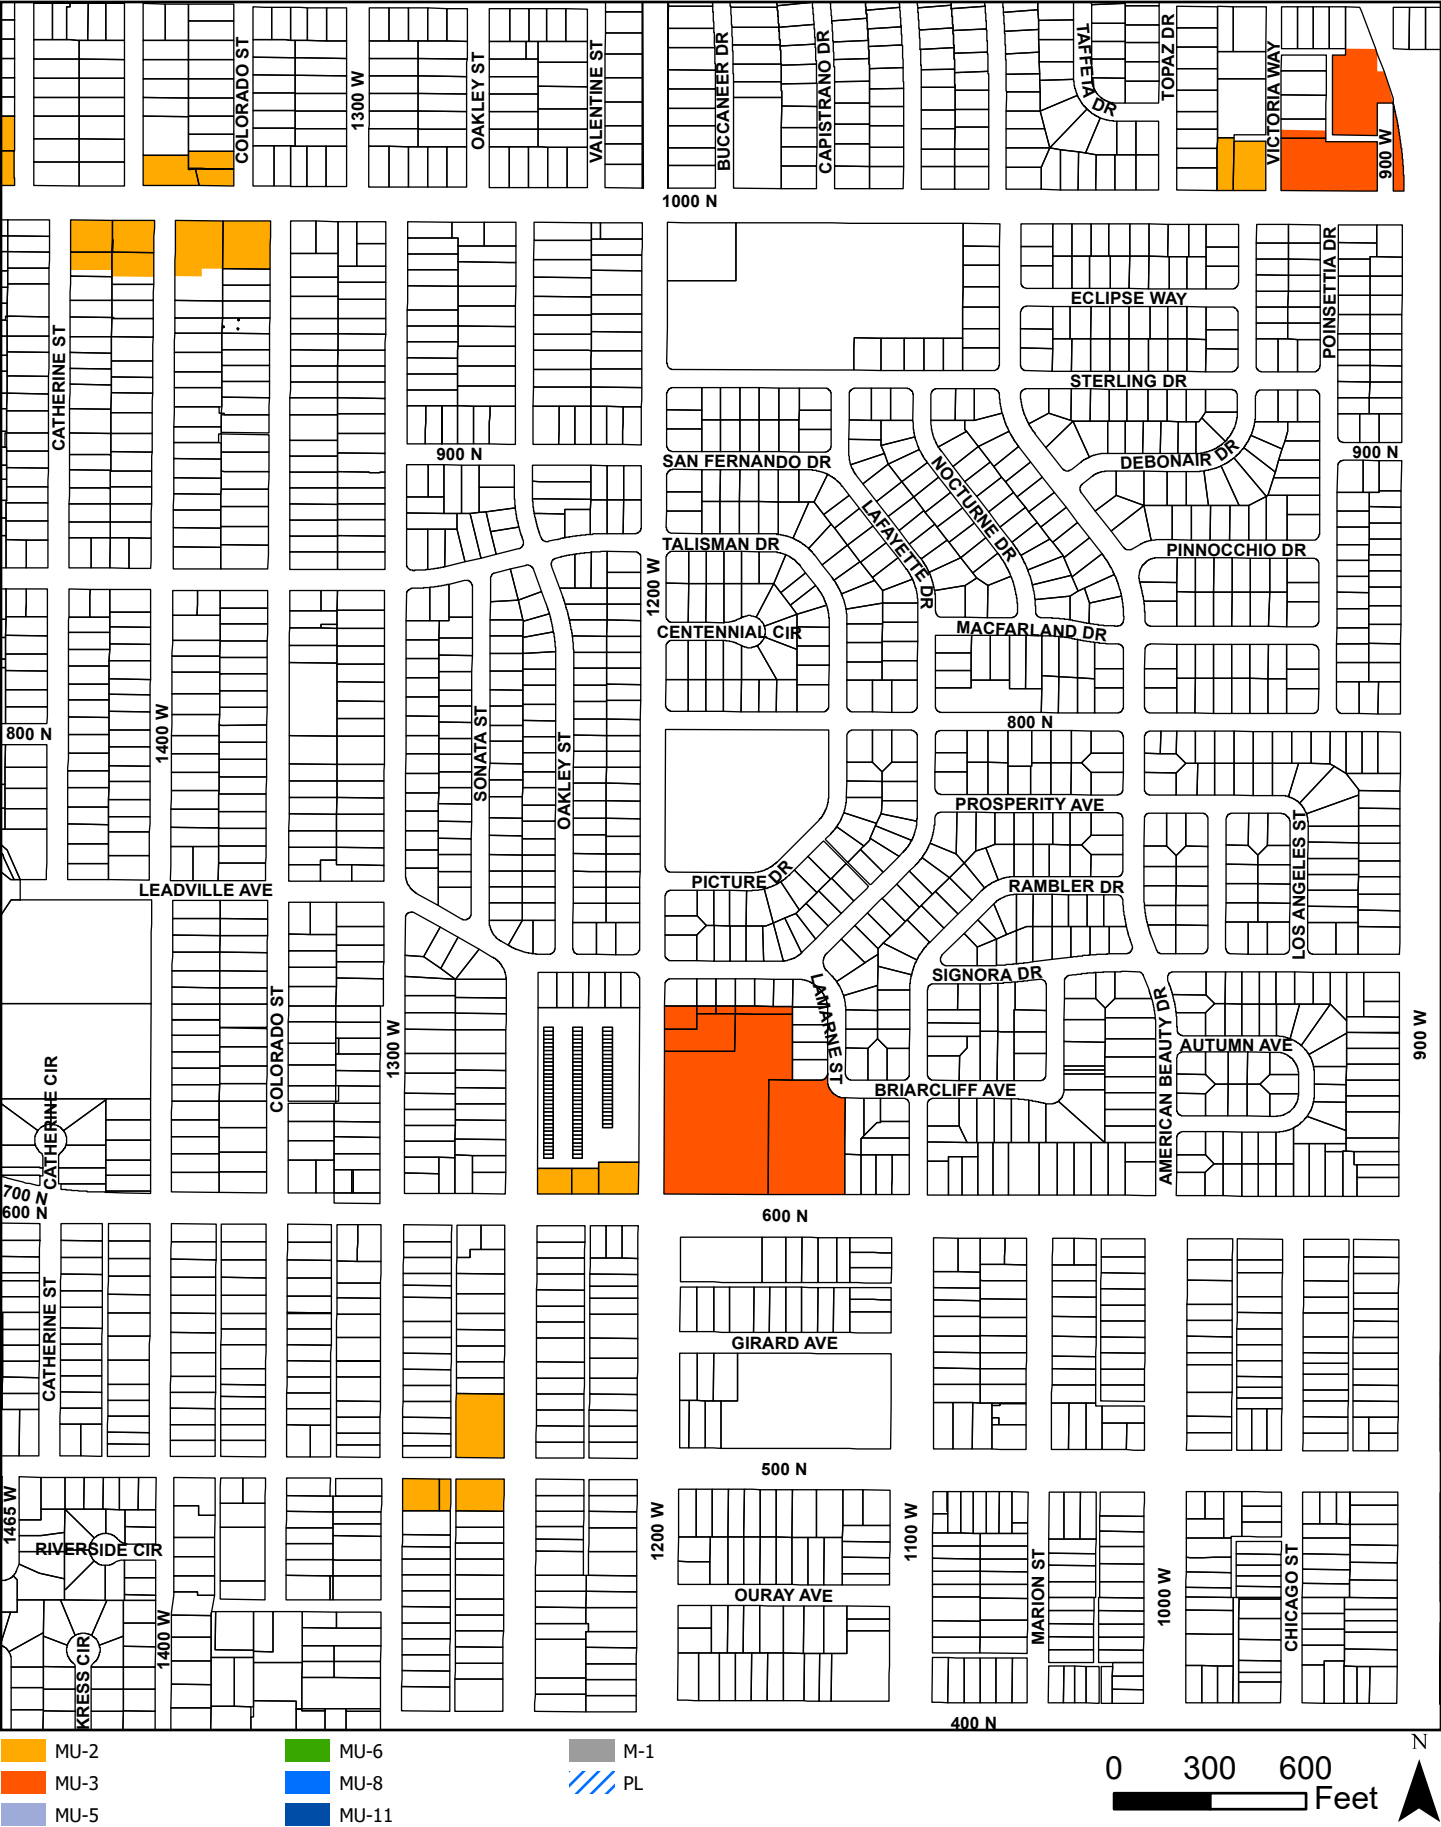 COLORADO ST
1300 W
OAKLEY ST
VALENTINE ST
BUCCANEER DR
CAPISTRANO DR
TAFFETA DR
TOPAZ DR
VICTORIA WAY
900 W
1000 N
CATHERINE ST
ECLIPSE WAY
POINSETTIA DR
STERLING DR
900 N
SAN FERNANDO DR
NOCTURNE DR
DEBONAIR DR
900 N
LAFAYETTE DR
TALISMAN DR
PINNOCCHIO DR
1200 W
CENTENNIAL CIR
MACFARLAND DR
800 N
1400 W
SONATA ST
OAKLEY ST
800 N
PROSPERITY AVE
LOS ANGELES ST
LEADVILLE AVE
PICTURE DR
RAMBLER DR
SIGNORA DR
COLORADO ST
1300 W
LAMARNE ST
AMERICAN BEAUTY DR
AUTUMN AVE
900 W
CATHERINE CIR
BRIARCLIFF AVE
700 N
600 N
600 N
CATHERINE ST
GIRARD AVE
500 N
1465 W
RIVERSIDE CIR
1200 W
1100 W
OURAY AVE
MARION ST
1000 W
CHICAGO ST
1400 W
KRESS CIR
400 N
MU-2
MU-3
MU-5
MU-6
MU-8
MU-11
M-1
PL
0 300 600
Feet
N